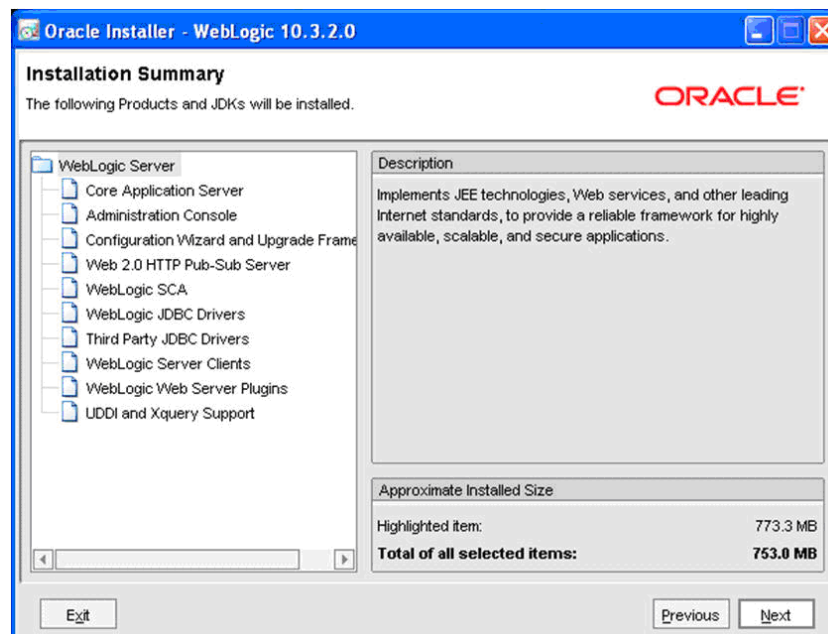 Oracle Installer - WebLogic 10.3.2.0
Installation Summary
The following Products and JDKs will be installed.
ORACLE
WebLogic Server
Core Application Server
Administration Console
Configuration Wizard and Upgrade Frame
Web 2.0 HTTP Pub-Sub Server
WebLogic SCA
WebLogic JDBC Drivers
Third Party JDBC Drivers
WebLogic Server Clients
WebLogic Web Server Plugins
UDDI and Xquery Support
Description
Implements JEE technologies, Web services, and other leading
Internet standards, to provide a reliable framework for highly
available, scalable, and secure applications.
Approximate Installed Size
Highlighted item: 773.3 MB
Total of all selected items: 753.0 MB
Exit
Previous
Next